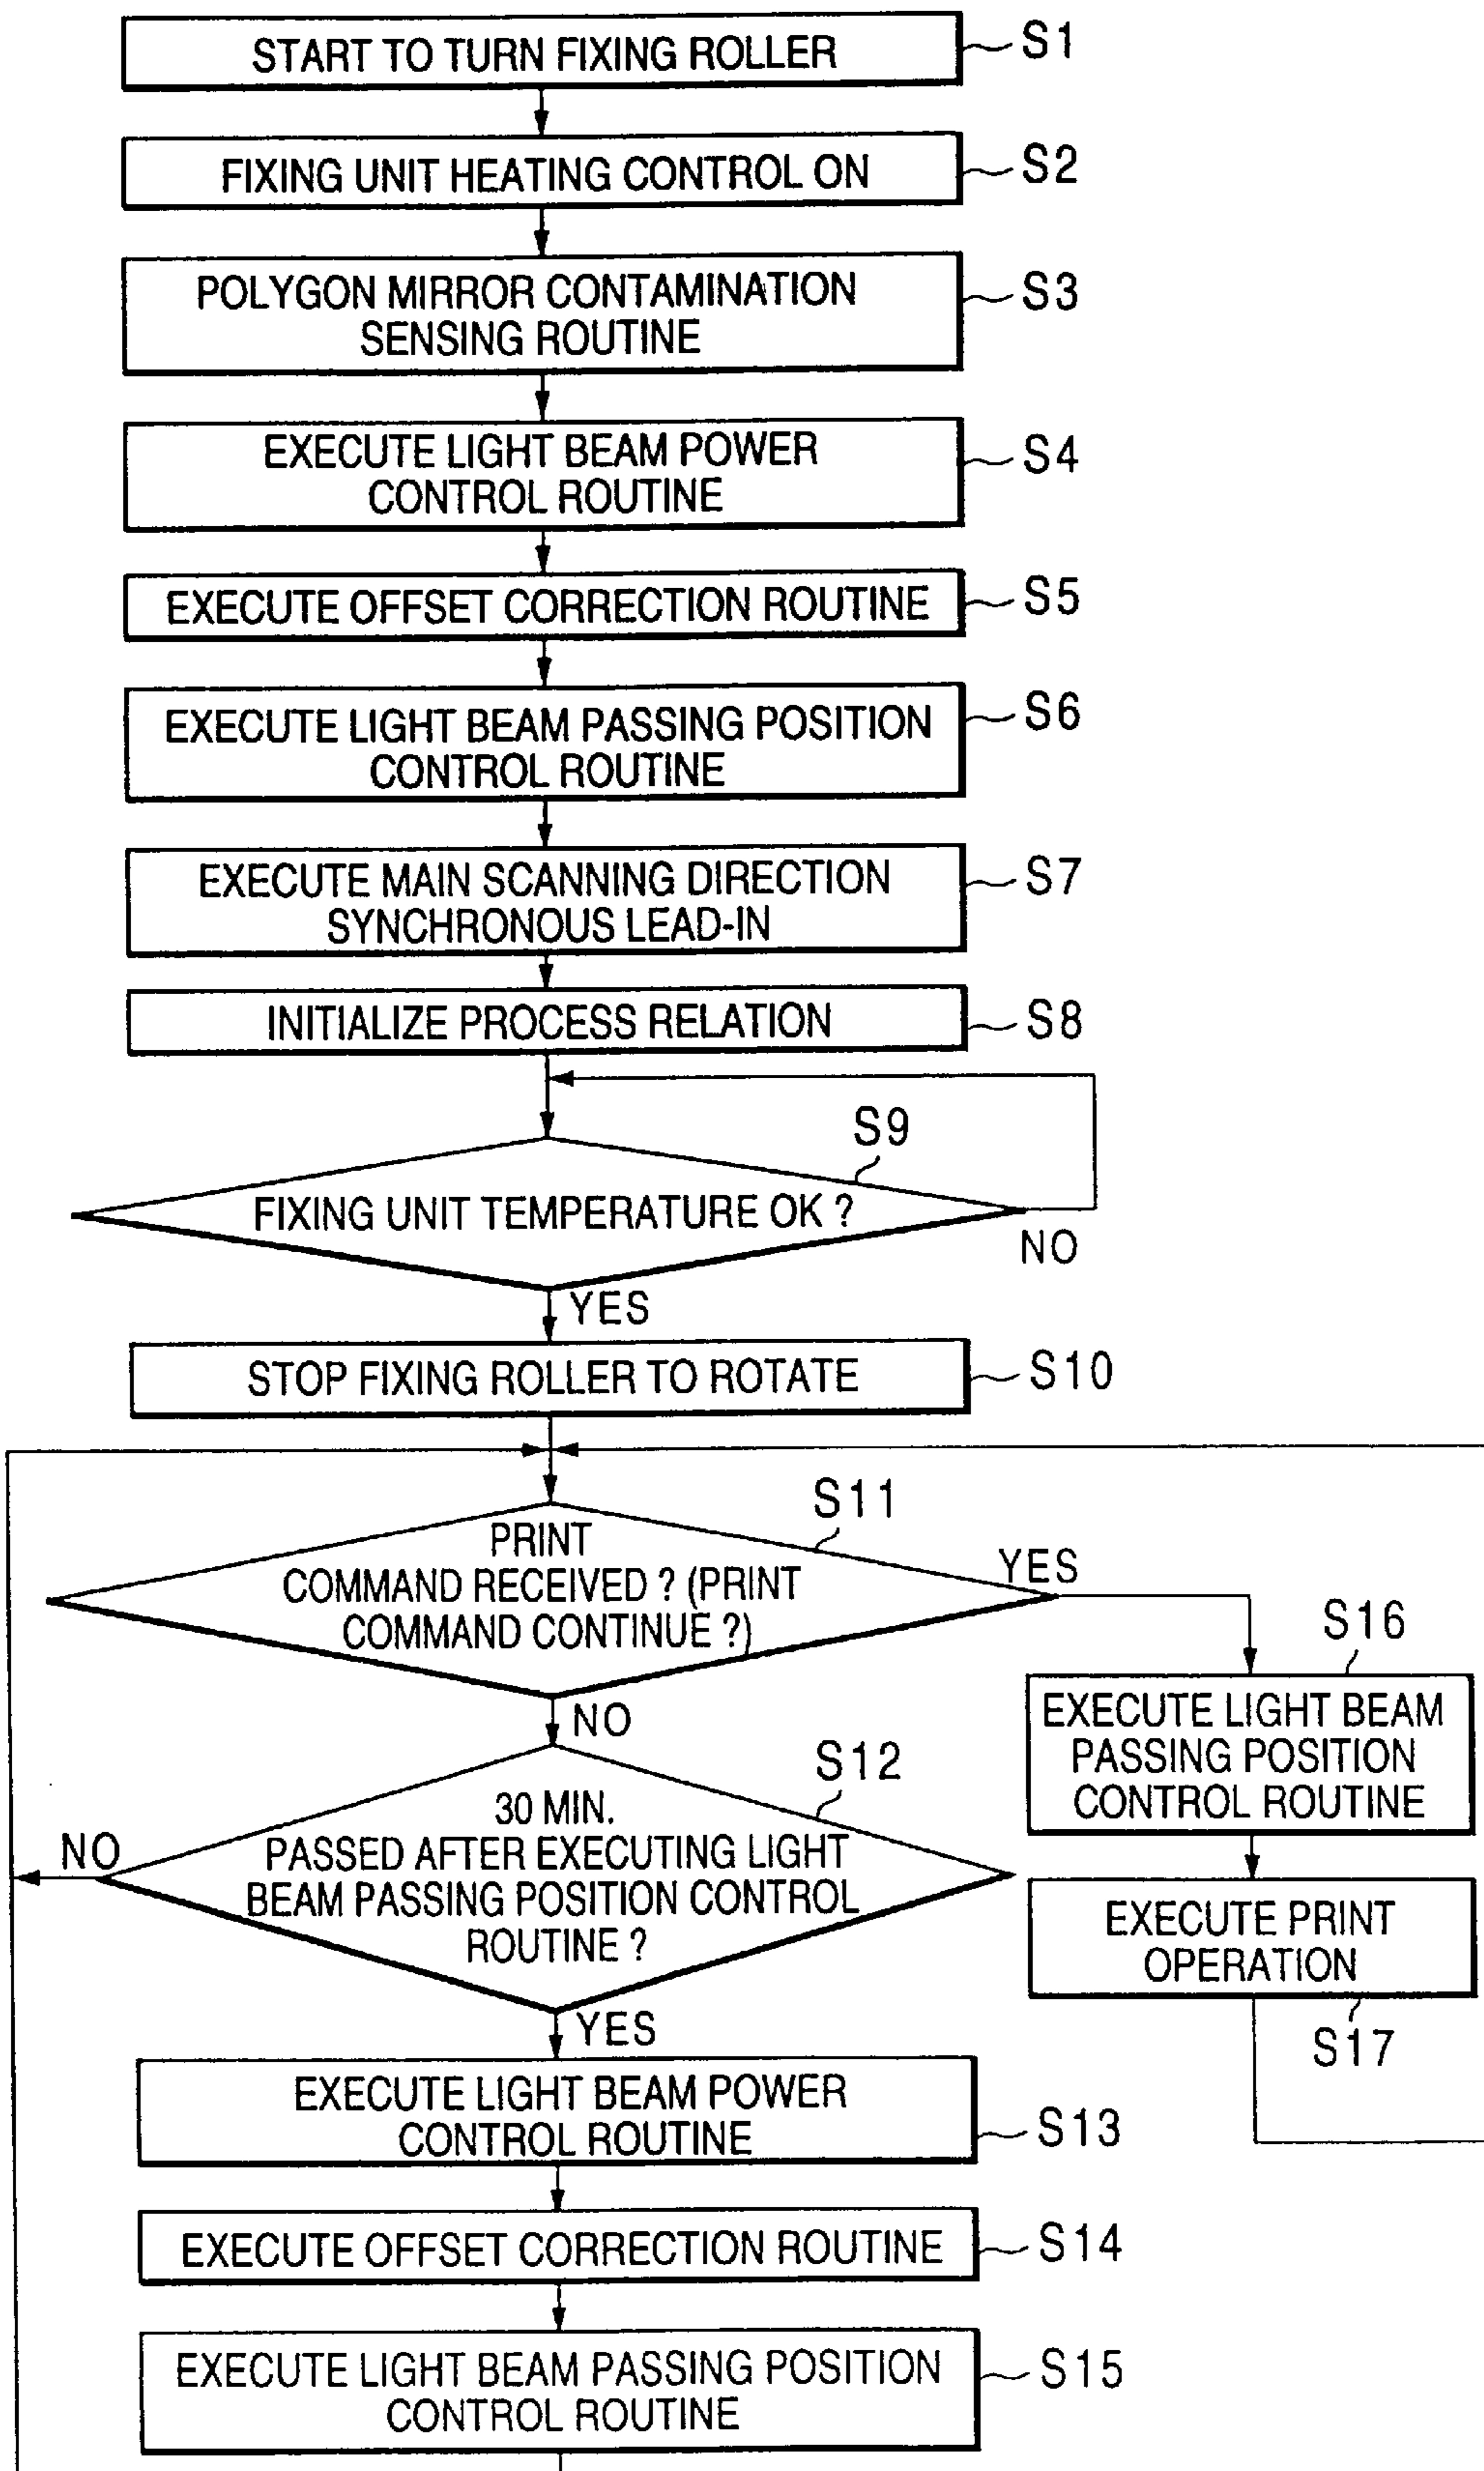 START TO TURN FIXING ROLLER
S1
FIXING UNIT HEATING CONTROL ON
S2
POLYGON MIRROR CONTAMINATION
SENSING ROUTINE
S3
EXECUTE LIGHT BEAM POWER
CONTROL ROUTINE
S4
EXECUTE OFFSET CORRECTION ROUTINE
S5
EXECUTE LIGHT BEAM PASSING POSITION
CONTROL ROUTINE
S6
EXECUTE MAIN SCANNING DIRECTION
SYNCHRONOUS LEAD-IN
S7
INITIALIZE PROCESS RELATION
S8
S9
FIXING UNIT TEMPERATURE OK ?
NO
YES
STOP FIXING ROLLER TO ROTATE
S10
S11
PRINT
COMMAND RECEIVED ? (PRINT
COMMAND CONTINUE ?)
YES
NO
S16
EXECUTE LIGHT BEAM
PASSING POSITION
CONTROL ROUTINE
S12
30 MIN.
PASSED AFTER EXECUTING LIGHT
BEAM PASSING POSITION CONTROL
ROUTINE ?
NO
YES
EXECUTE PRINT
OPERATION
S17
EXECUTE LIGHT BEAM POWER
CONTROL ROUTINE
S13
EXECUTE OFFSET CORRECTION ROUTINE
S14
EXECUTE LIGHT BEAM PASSING POSITION
CONTROL ROUTINE
S15